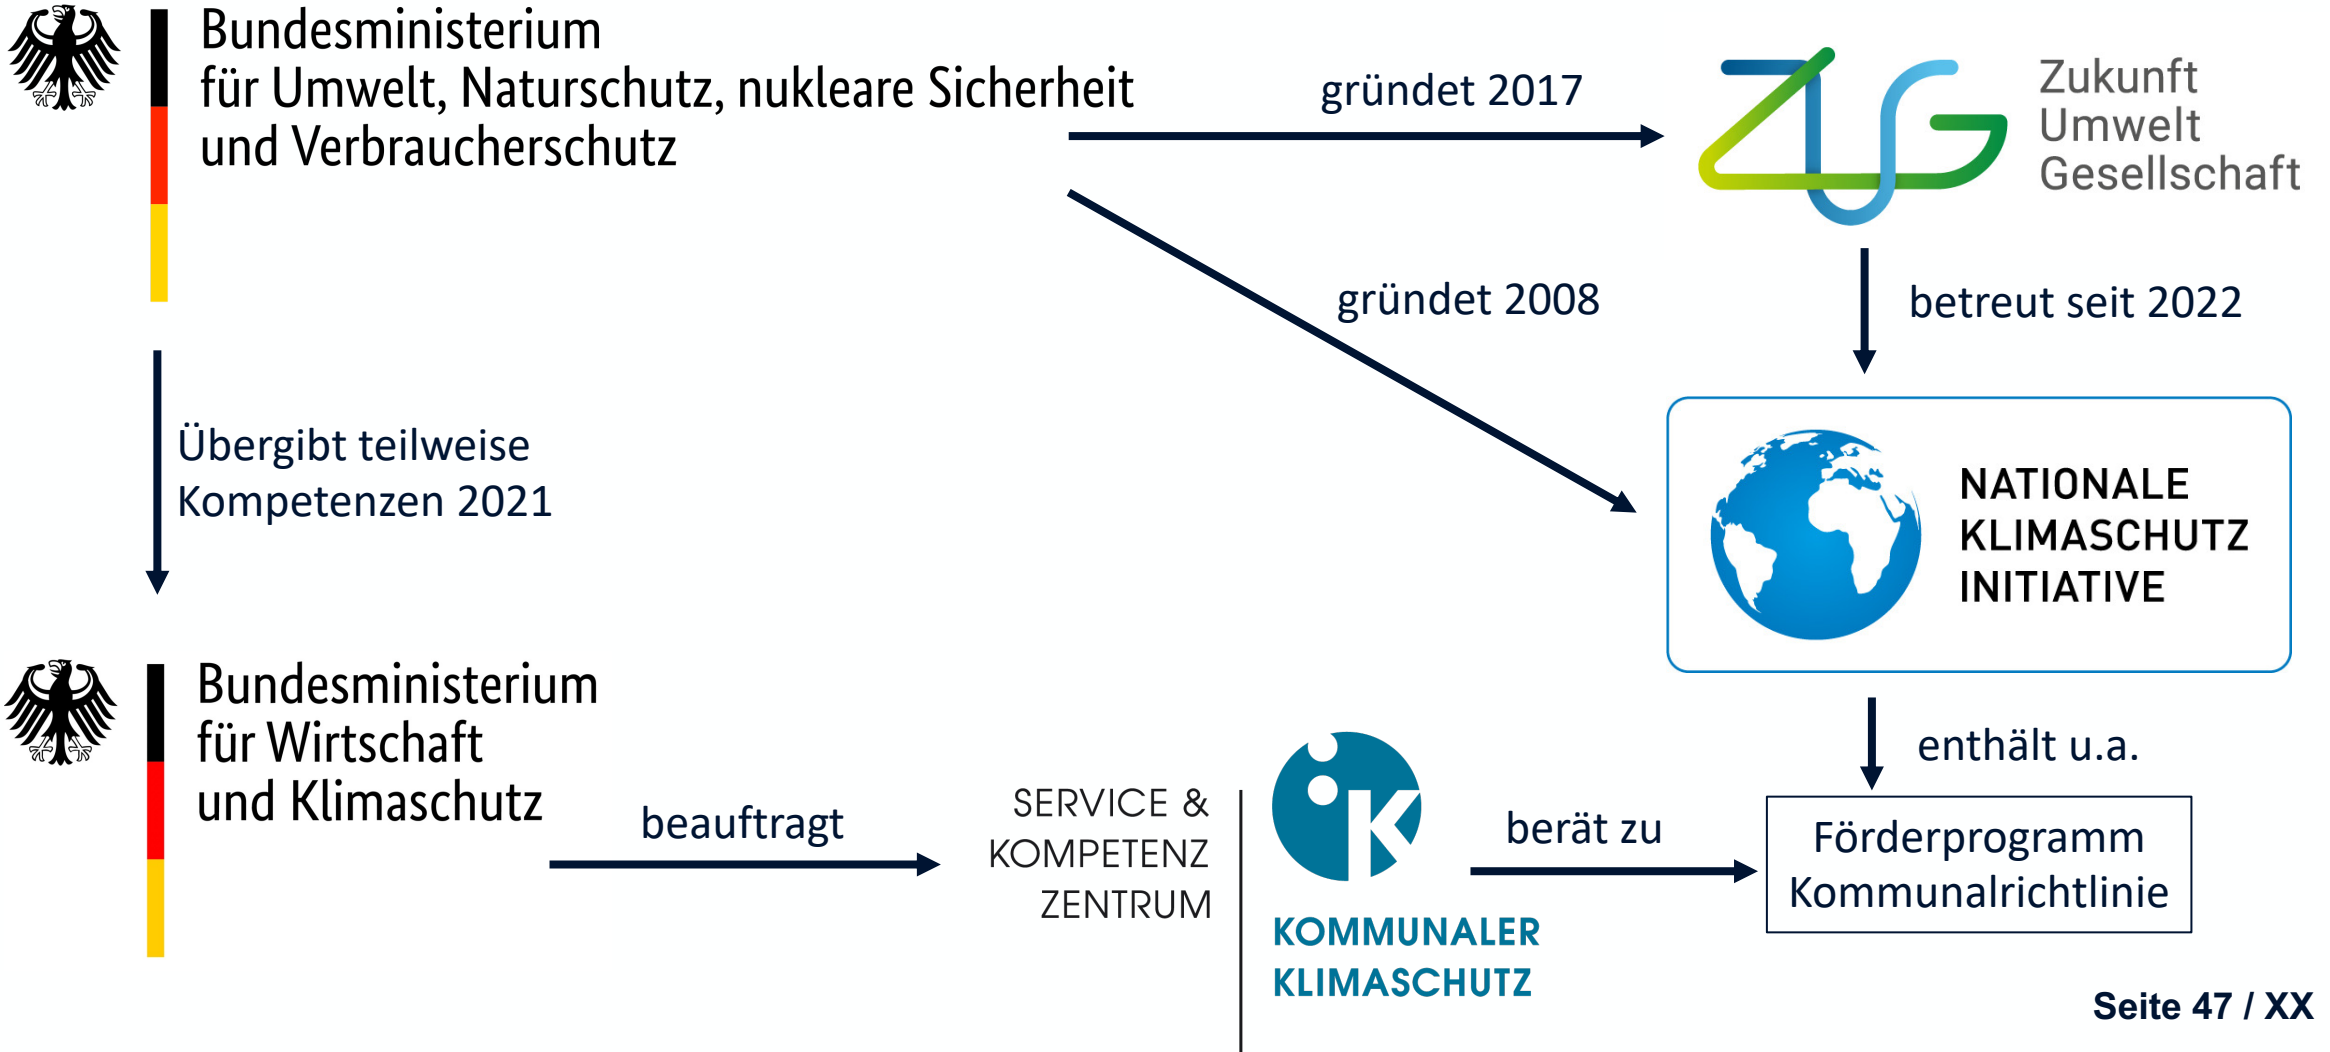 Bundesministerium
für Umwelt, Naturschutz, nukleare Sicherheit
und Verbraucherschutz
gründet 2017
Zukunft
Umwelt
Gesellschaft
ZUG
gründet 2008
betreut seit 2022
Übergibt teilweise
Kompetenzen 2021
NATIONALE
KLIMASCHUTZ
INITIATIVE
Bundesministerium
für Wirtschaft
und Klimaschutz
beauftragt
SERVICE &
KOMPETENZ
ZENTRUM
iK
KOMMUNALER
KLIMASCHUTZ
berät zu
enthält u.a.
Förderprogramm
Kommunalrichtlinie
Seite 47 / XX